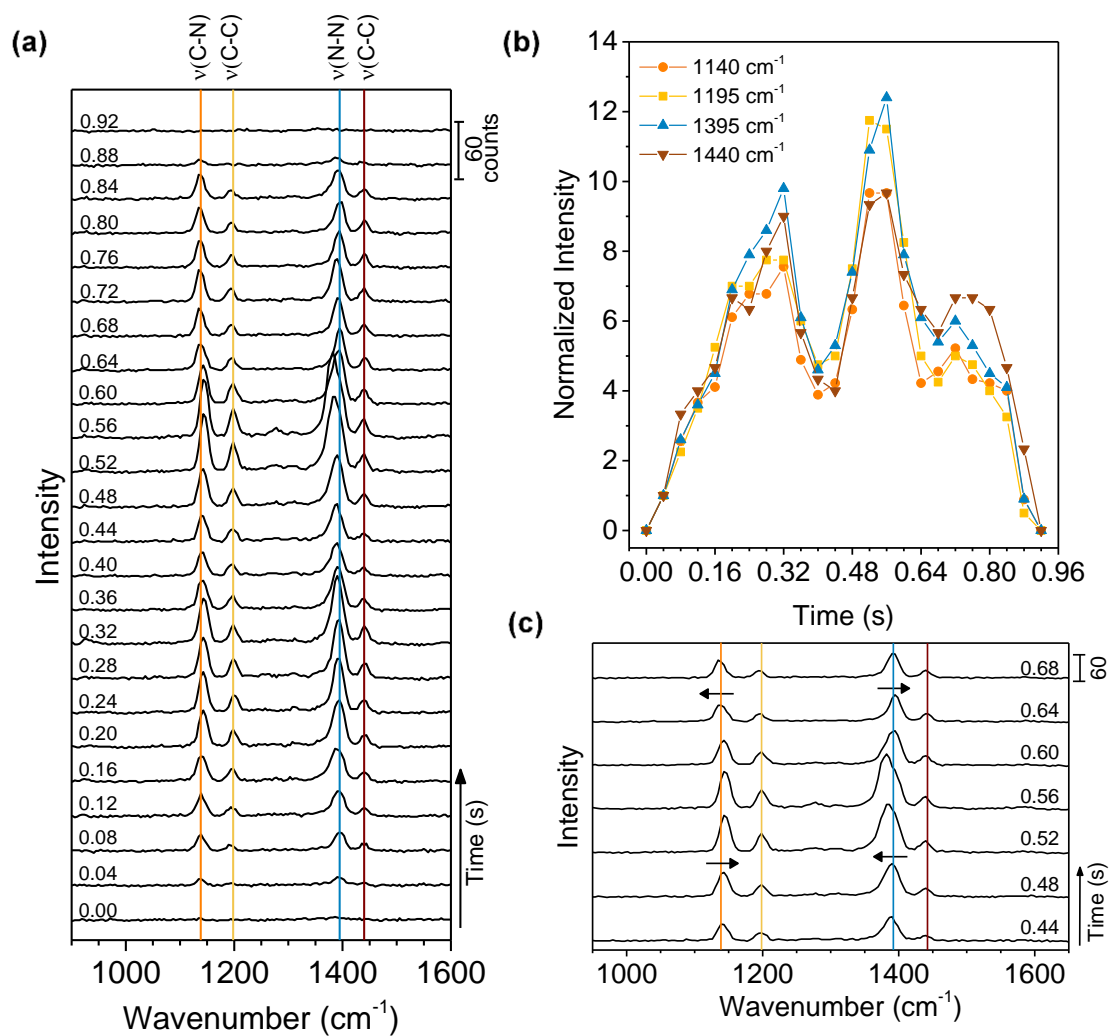 (a)
ν(C-N)
ν(C-C)
ν(N-N)
ν(C-C)
0.92
0.88
0.84
0.80
0.76
0.72
0.68
0.64
0.60
0.56
0.52
0.48
0.44
0.40
0.36
0.32
0.28
0.24
0.20
0.16
0.12
0.08
0.04
0.00
60
counts
Time (s)
Intensity
1000 1200 1400 1600
Wavenumber (cm⁻¹)
(b)
14
12
10
8
6
4
2
0
1140 cm⁻¹
1195 cm⁻¹
1395 cm⁻¹
1440 cm⁻¹
Normalized Intensity
0.00 0.16 0.32 0.48 0.64 0.80 0.96
Time (s)
(c)
0.68
0.64
0.60
0.56
0.52
0.48
0.44
60
Time (s)
Intensity
1000 1200 1400 1600
Wavenumber (cm⁻¹)